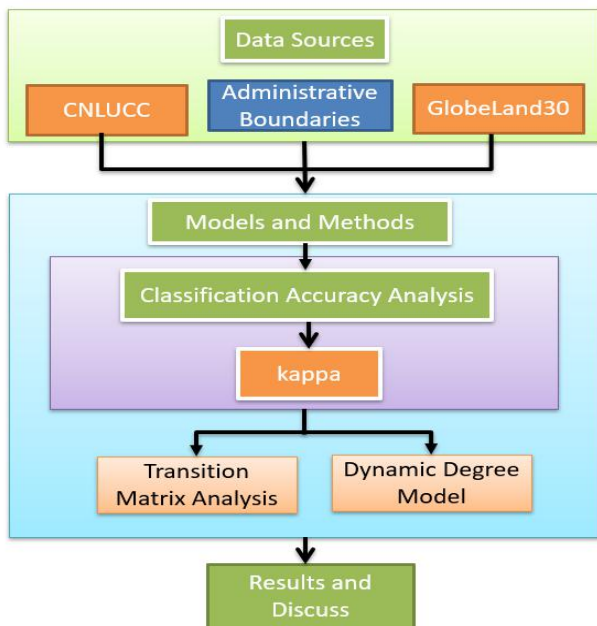 Data Sources
CNLUCC
Administrative
Boundaries
GlobeLand30
Models and Methods
Classification Accuracy Analysis
kappa
Transition
Matrix Analysis
Dynamic Degree
Model
Results and
Discuss